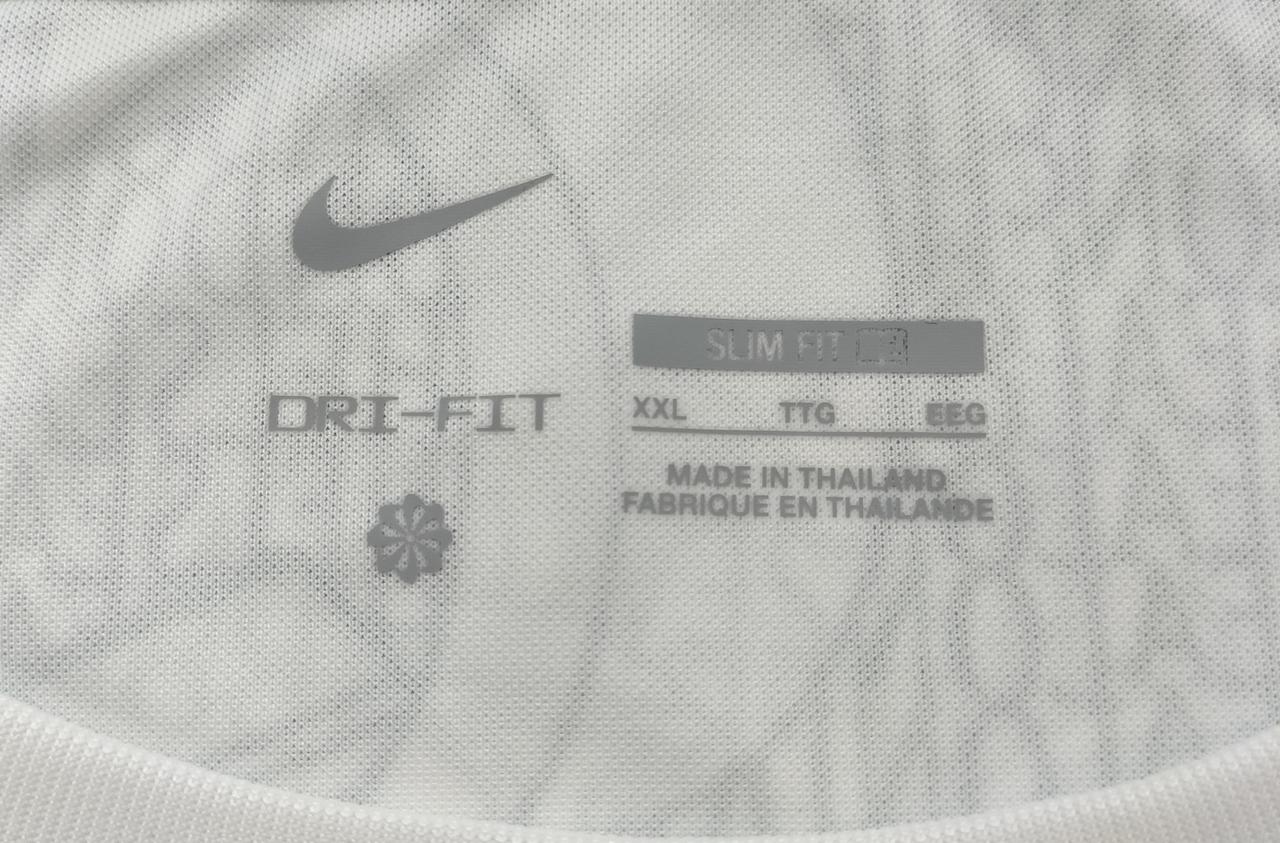 DRI-FIT
SLIM FIT
XXL TTG EEG
MADE IN THAILAND
FABRIQUE EN THAILANDE